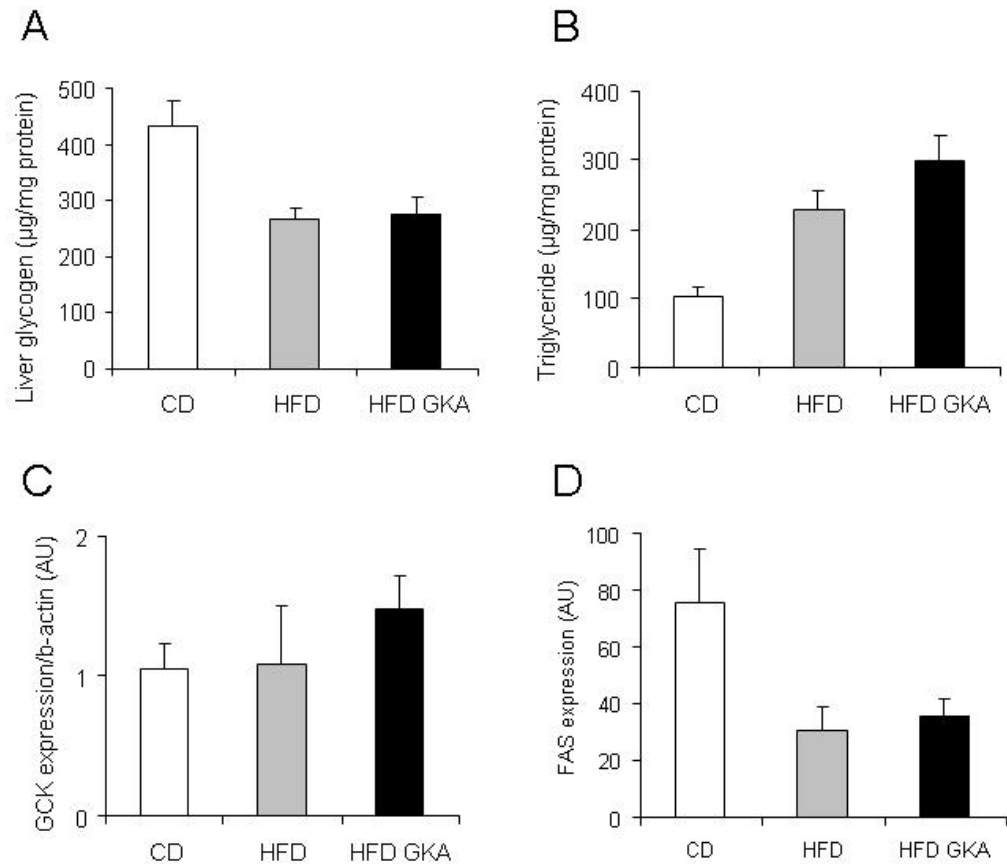 A
Liver glycogen (µg/mg protein)
500
400
300
200
100
0
CD HFD HFD GKA
B
Triglyceride (µg/mg protein)
400
300
200
100
0
CD HFD HFD GKA
C
GCK expression/b-actin (AU)
2
1
0
CD HFD HFD GKA
D
FAS expression (AU)
100
80
60
40
20
0
CD HFD HFD GKA